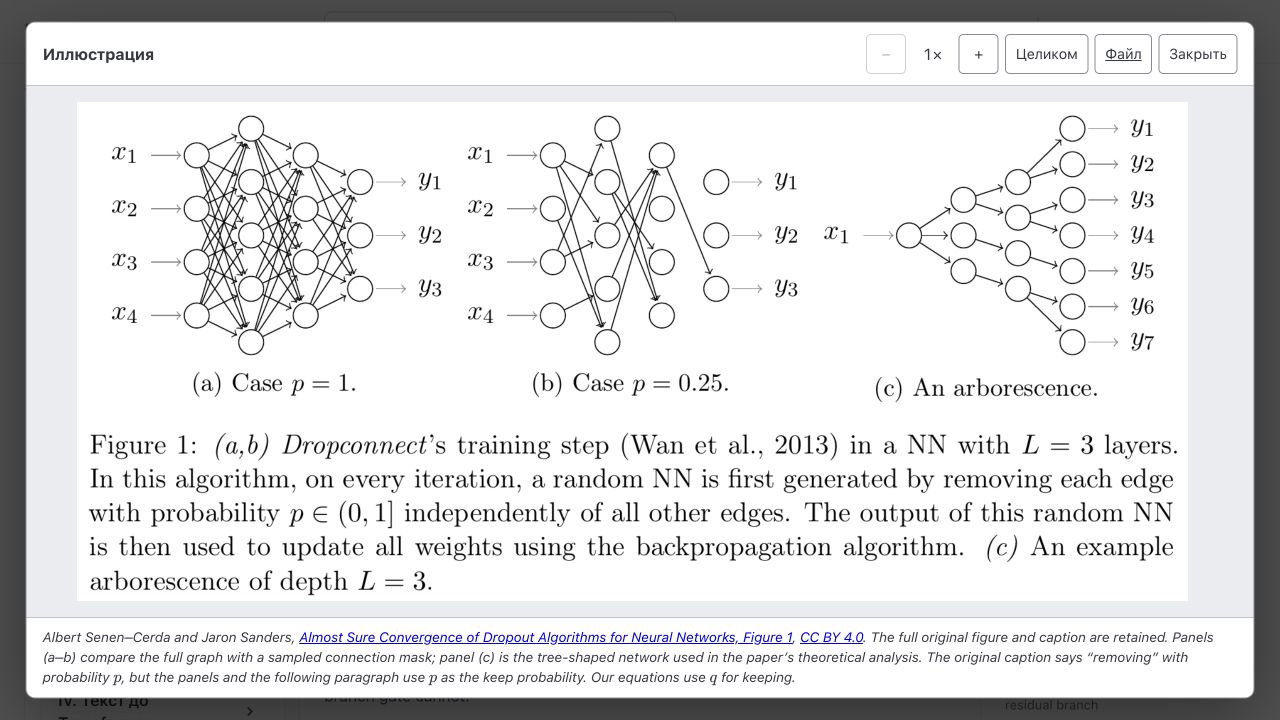 Иллюстрация
− 1× + Целиком Файл Закрыть
x1 x2 x3 x4 y1 y2 y3
x1 x2 x3 x4 y1 y2 y3
x1 y1 y2 y3 y4 y5 y6 y7
(a) Case p = 1. (b) Case p = 0.25. (c) An arborescence.
Figure 1: (a,b) Dropconnect's training step (Wan et al., 2013) in a NN with L = 3 layers.
In this algorithm, on every iteration, a random NN is first generated by removing each edge
with probability p ∈ (0, 1] independently of all other edges. The output of this random NN
is then used to update all weights using the backpropagation algorithm. (c) An example
arborescence of depth L = 3.
Albert Senen–Cerda and Jaron Sanders, Almost Sure Convergence of Dropout Algorithms for Neural Networks, Figure 1, CC BY 4.0. The full original figure and caption are retained. Panels
(a–b) compare the full graph with a sampled connection mask; panel (c) is the tree-shaped network used in the paper's theoretical analysis. The original caption says “removing” with
probability p, but the panels and the following paragraph use p as the keep probability. Our equations use q for keeping.
IV. Текст до
residual branch